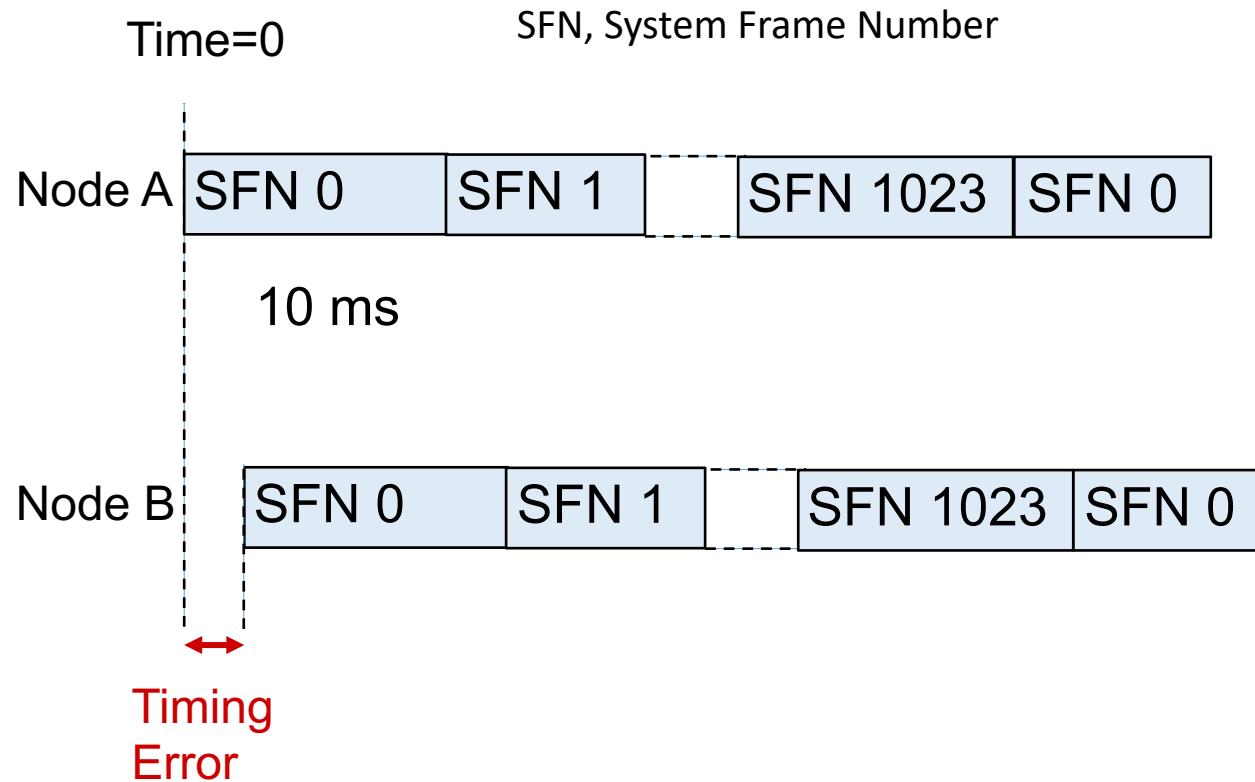 SFN, System Frame Number
Time=0
Node A SFN 0 SFN 1 SFN 1023 SFN 0
10 ms
Node B SFN 0 SFN 1 SFN 1023 SFN 0
Timing
Error